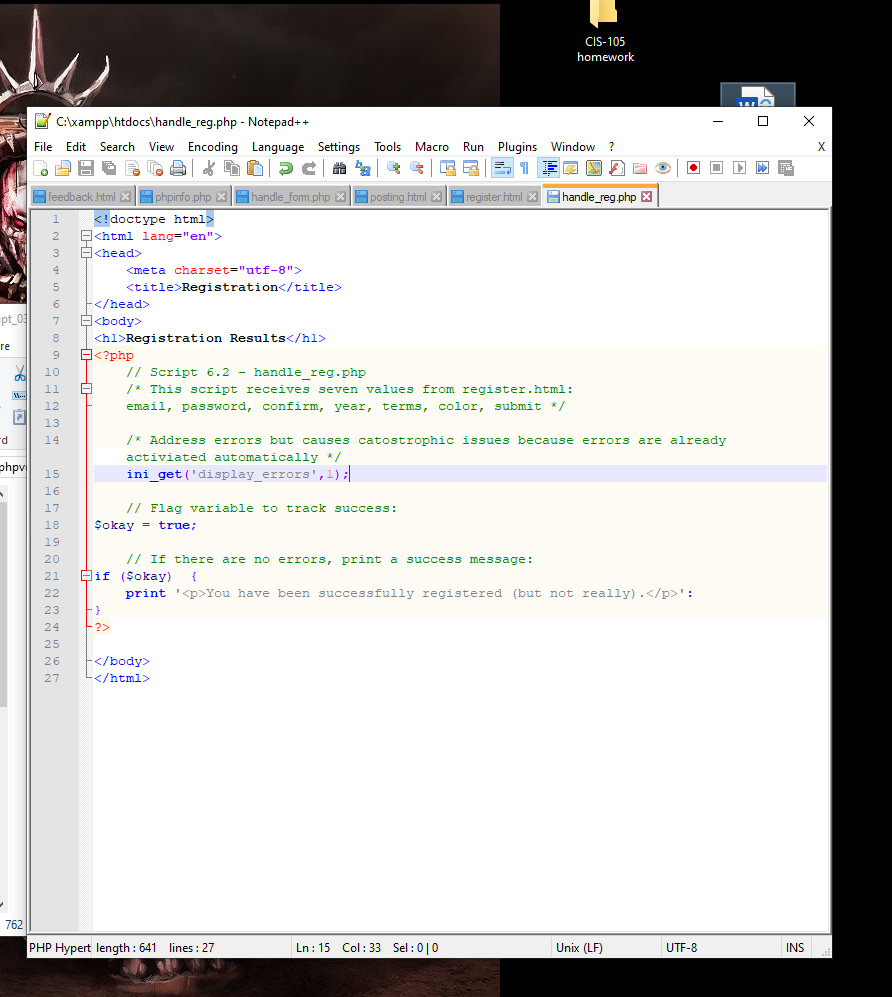 CIS-105
homework
C:\xampp\htdocs\handle_reg.php - Notepad++
File Edit Search View Encoding Language Settings Tools Macro Run Plugins Window ? X
feedback.html phpinfo.php handle_form.php posting.html register.html handle_reg.php
1 <!doctype html>
2 <html lang="en">
3 <head>
4 <meta charset="utf-8">
5 <title>Registration</title>
6 </head>
7 <body>
8 <h1>Registration Results</h1>
9 <?php
10 // Script 6.2 - handle_reg.php
11 /* This script receives seven values from register.html:
12 email, password, confirm, year, terms, color, submit */
13
14 /* Address errors but causes catostrophic issues because errors are already
activiated automatically */
15 ini_get('display_errors',1);
16
17 // Flag variable to track success:
18 $okay = true;
19
20 // If there are no errors, print a success message:
21 if ($okay) {
22 print '<p>You have been successfully registered (but not really).</p>':
23 }
24 ?>
25
26 </body>
27 </html>
ipt_03
re
rd
phpv
762
PHP Hypert length : 641 lines : 27 Ln : 15 Col : 33 Sel : 0 | 0 Unix (LF) UTF-8 INS